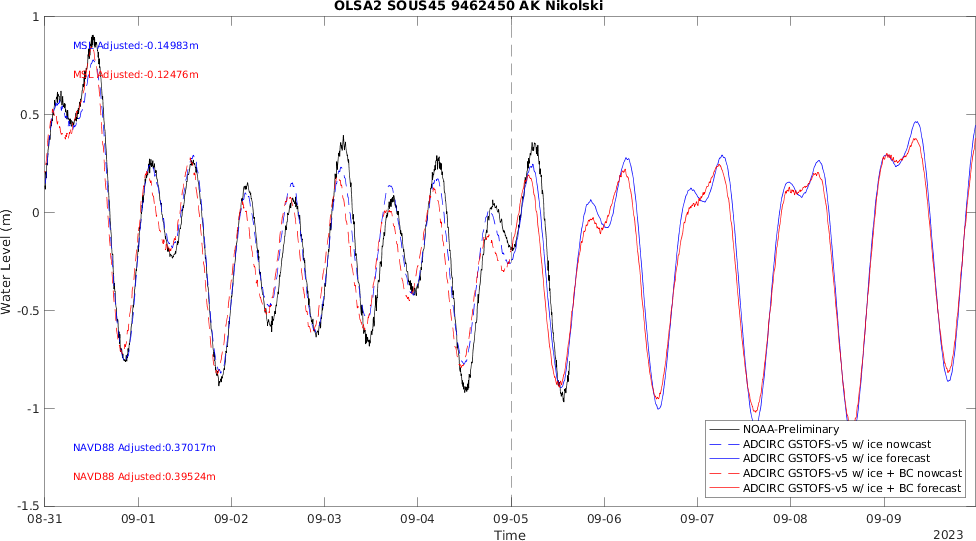 OLSA2 SOUS45 9462450 AK Nikolski
MSL Adjusted:-0.14983m
MSL Adjusted:-0.12476m
NAVD88 Adjusted:0.37017m
NAVD88 Adjusted:0.39524m
Water Level (m)
1
0.5
0
-0.5
-1
-1.5
NOAA-Preliminary
ADCIRC GSTOFS-v5 w/ ice nowcast
ADCIRC GSTOFS-v5 w/ ice forecast
ADCIRC GSTOFS-v5 w/ ice + BC nowcast
ADCIRC GSTOFS-v5 w/ ice + BC forecast
08-31 09-01 09-02 09-03 09-04 09-05 09-06 09-07 09-08 09-09
Time
2023